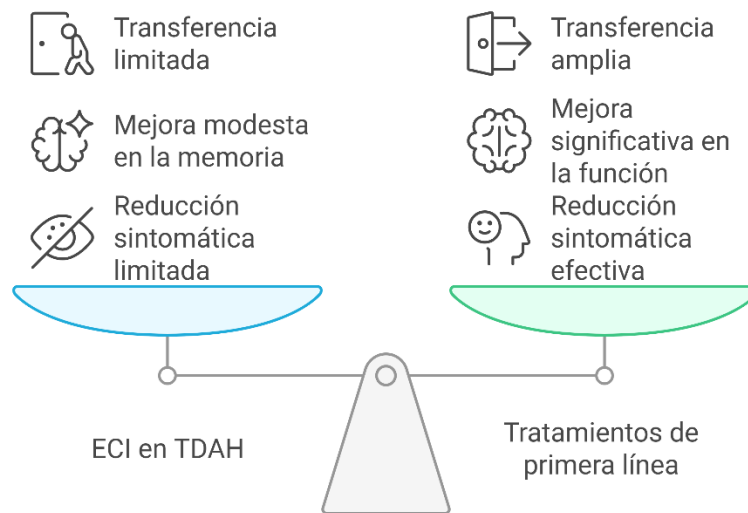 Transferencia
limitada
Mejora modesta
en la memoria
Reducción
sintomática
limitada
ECI en TDAH
Transferencia
amplia
Mejora
significativa en
la función
Reducción
sintomática
efectiva
Tratamientos de
primera línea